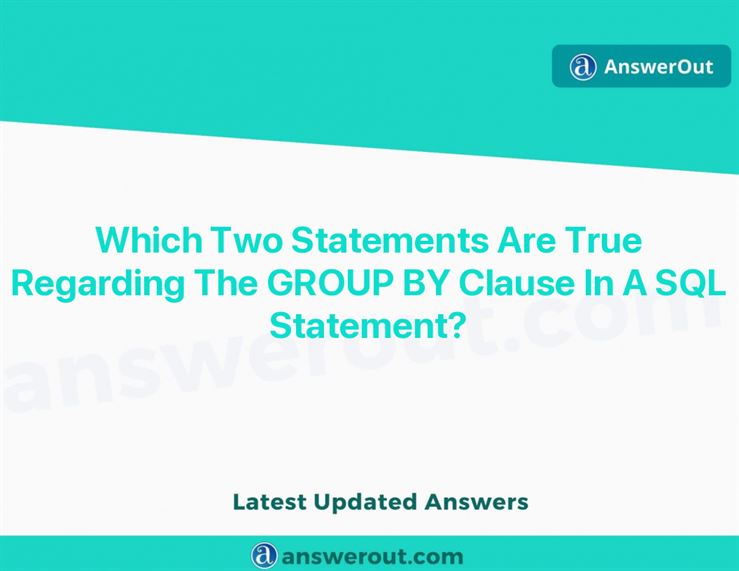 AnswerOut
Which Two Statements Are True
Regarding The GROUP BY Clause In A SQL
Statement?
answerout.com
Latest Updated Answers
answerout.com